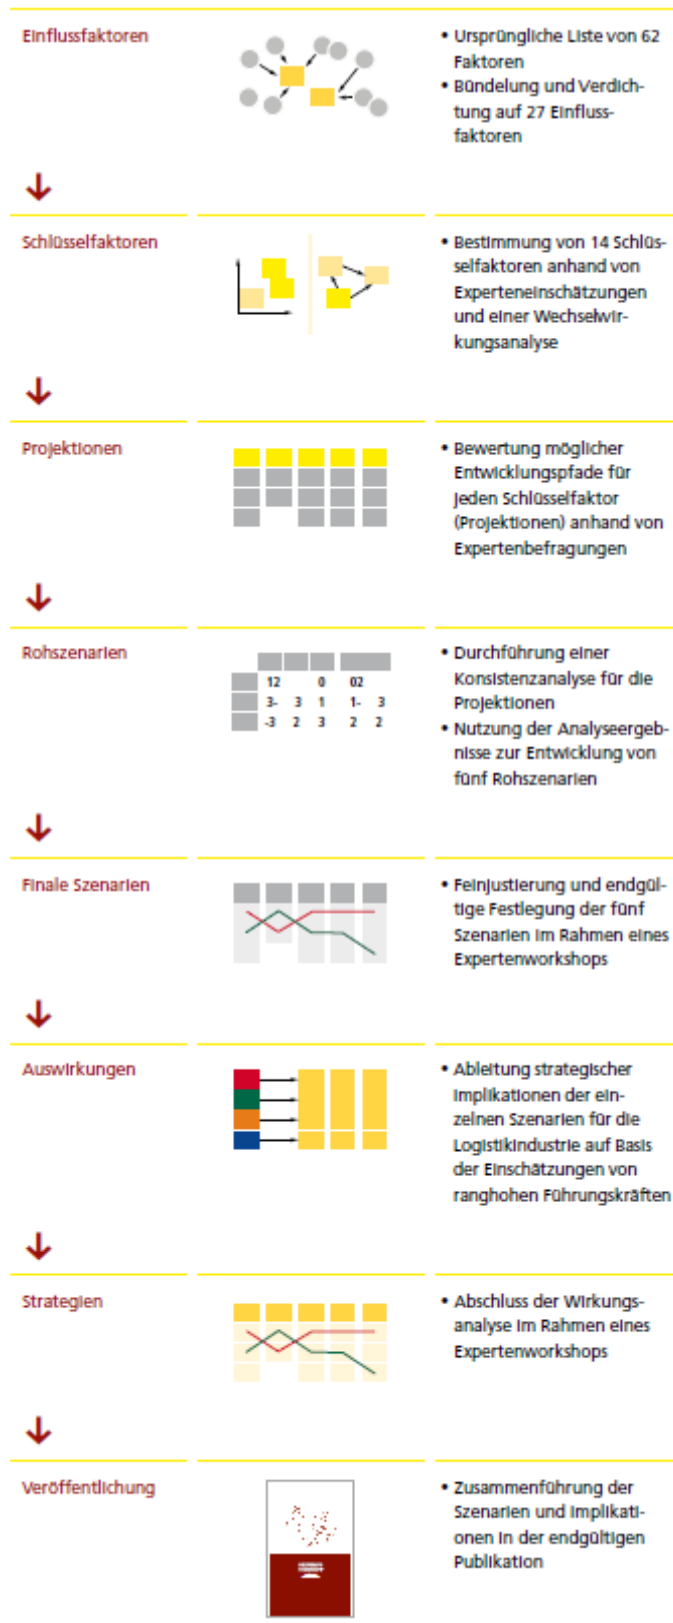 Einflussfaktoren
• Ursprüngliche Liste von 62
Faktoren
• Bündelung und Verdich-
tung auf 27 Einfluss-
faktoren
Schlüsselfaktoren
• Bestimmung von 14 Schlüs-
selfaktoren anhand von
Experteneinschätzungen
und einer Wechselwir-
kungsanalyse
Projektionen
• Bewertung möglicher
Entwicklungspfade für
jeden Schlüsselfaktor
(Projektionen) anhand von
Expertenbefragungen
Rohszenarien
12 0 02
3- 3 1 1- 3
-3 2 3 2 2
• Durchführung einer
Konsistenzanalyse für die
Projektionen
• Nutzung der Analyseergeb-
nisse zur Entwicklung von
fünf Rohszenarien
Finale Szenarien
• Feinjustierung und endgül-
tige Festlegung der fünf
Szenarien im Rahmen eines
Expertenworkshops
Auswirkungen
• Ableitung strategischer
Implikationen der ein-
zelnen Szenarien für die
Logistikindustrie auf Basis
der Einschätzungen von
ranghohen Führungskräften
Strategien
• Abschluss der Wirkungs-
analyse im Rahmen eines
Expertenworkshops
Veröffentlichung
• Zusammenführung der
Szenarien und Implikati-
onen in der endgültigen
Publikation